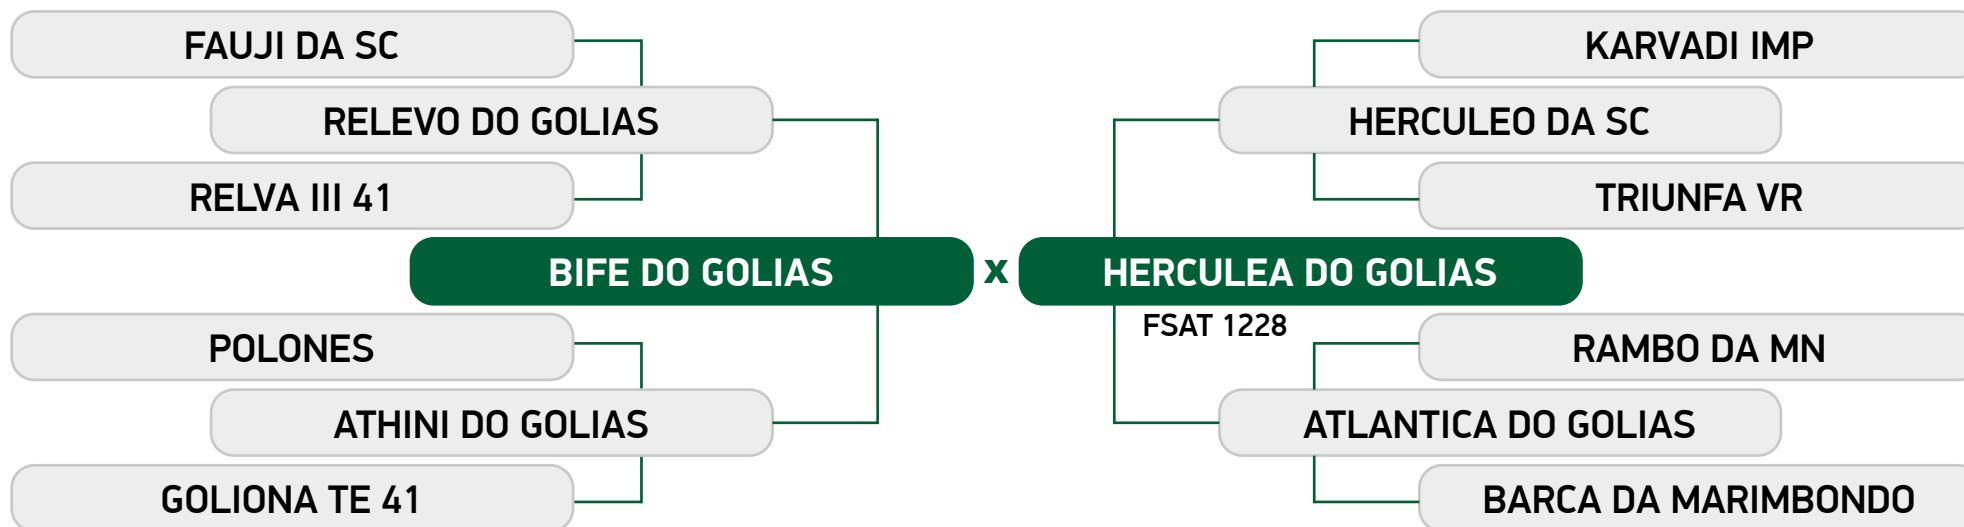 FAUJI DA SC
KARVADI IMP
RELEVO DO GOLIAS
HERCULEO DA SC
RELVA III 41
TRIUNFA VR
BIFE DO GOLIAS x HERCULEA DO GOLIAS
FSAT 1228
POLONES
RAMBO DA MN
ATHINI DO GOLIAS
ATLANTICA DO GOLIAS
GOLIONA TE 41
BARCA DA MARIMBONDO